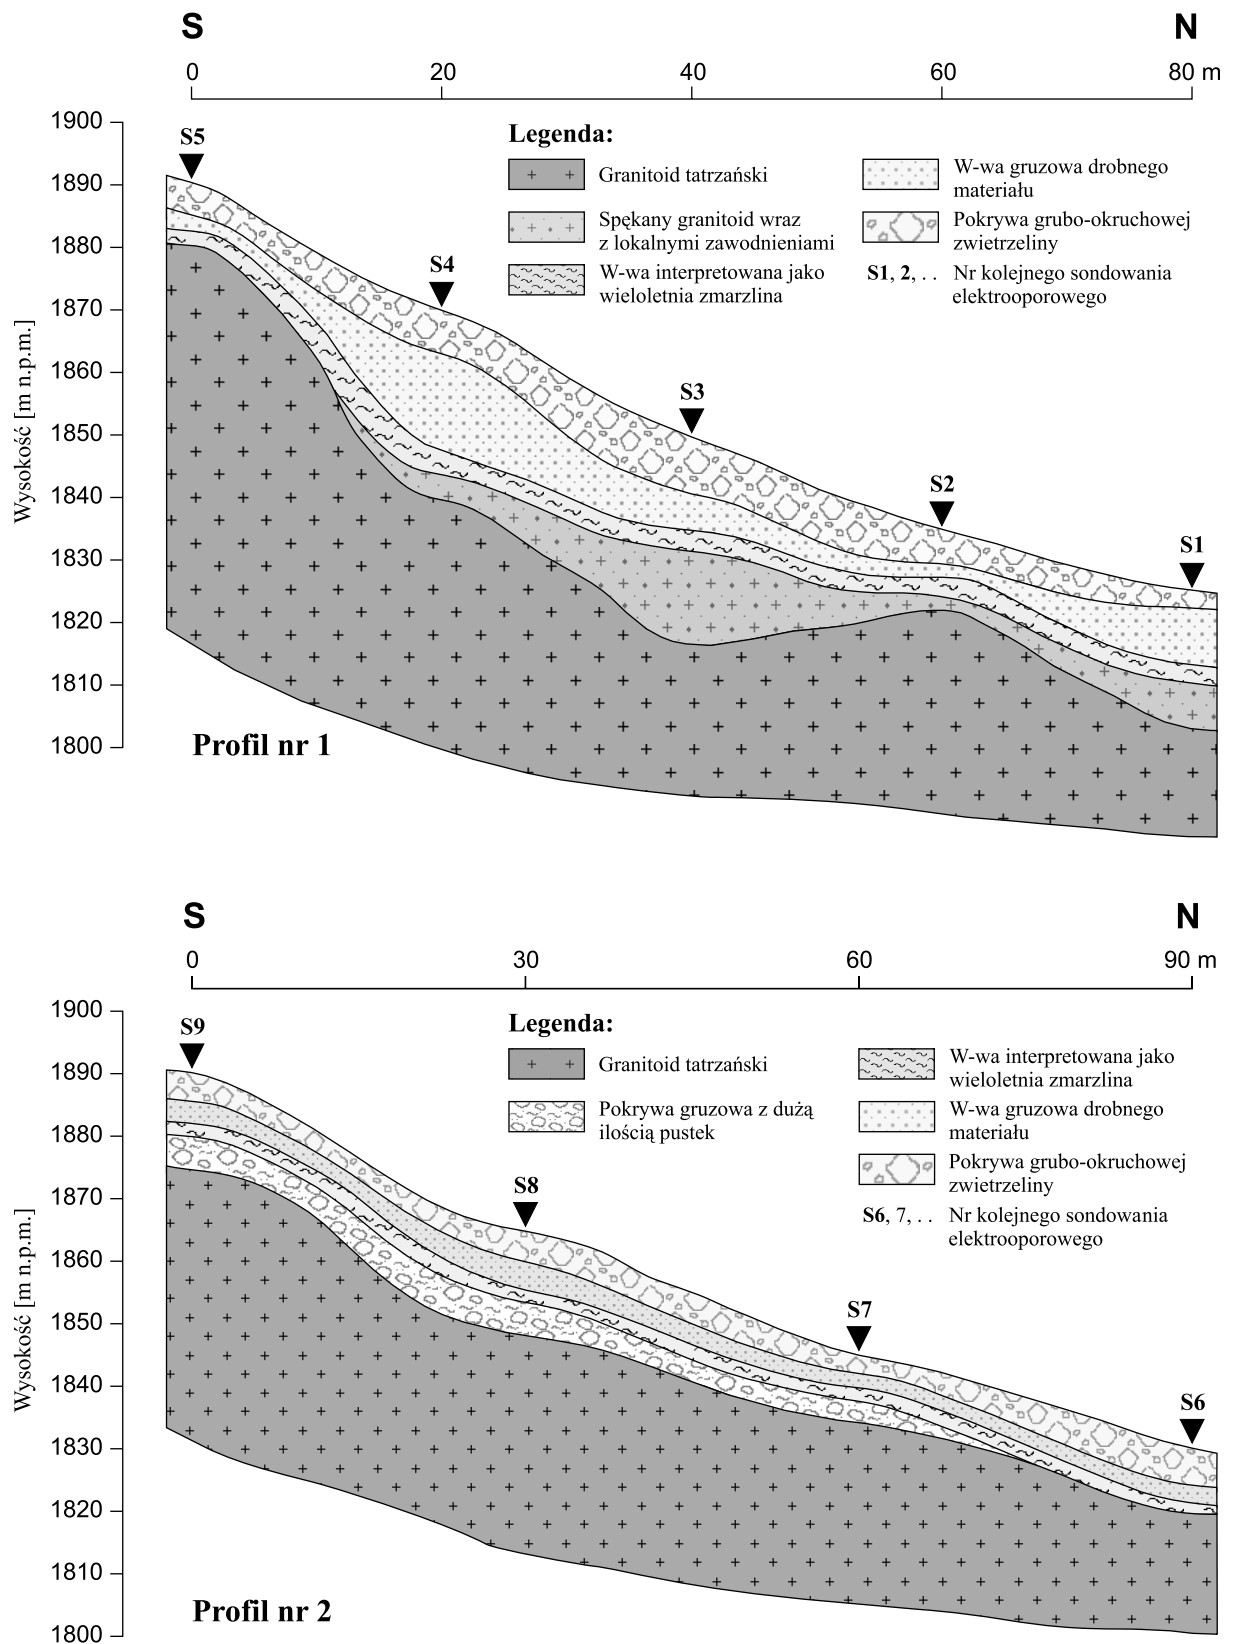 S N
0 20 40 60 80 m
1900
1890
1880
1870
1860
1850
1840
1830
1820
1810
1800
Wysokość [m n.p.m.]
S5
S4
S3
S2
S1
Legenda:
Granitoid tatrzański
Spękany granitoid wraz
z lokalnymi zawodnieniami
W-wa interpretowana jako
wieloletnia zmarzlina
W-wa gruzowa drobnego
materiału
Pokrywa grubo-okruchowej
zwietrzeliny
S1, 2, . . Nr kolejnego sondowania
elektrooporowego
Profil nr 1
S N
0 30 60 90 m
1900
1890
1880
1870
1860
1850
1840
1830
1820
1810
1800
Wysokość [m n.p.m.]
S9
S8
S7
S6
Legenda:
Granitoid tatrzański
Pokrywa gruzowa z dużą
ilością pustek
W-wa interpretowana jako
wieloletnia zmarzlina
W-wa gruzowa drobnego
materiału
Pokrywa grubo-okruchowej
zwietrzeliny
S6, 7, . . Nr kolejnego sondowania
elektrooporowego
Profil nr 2